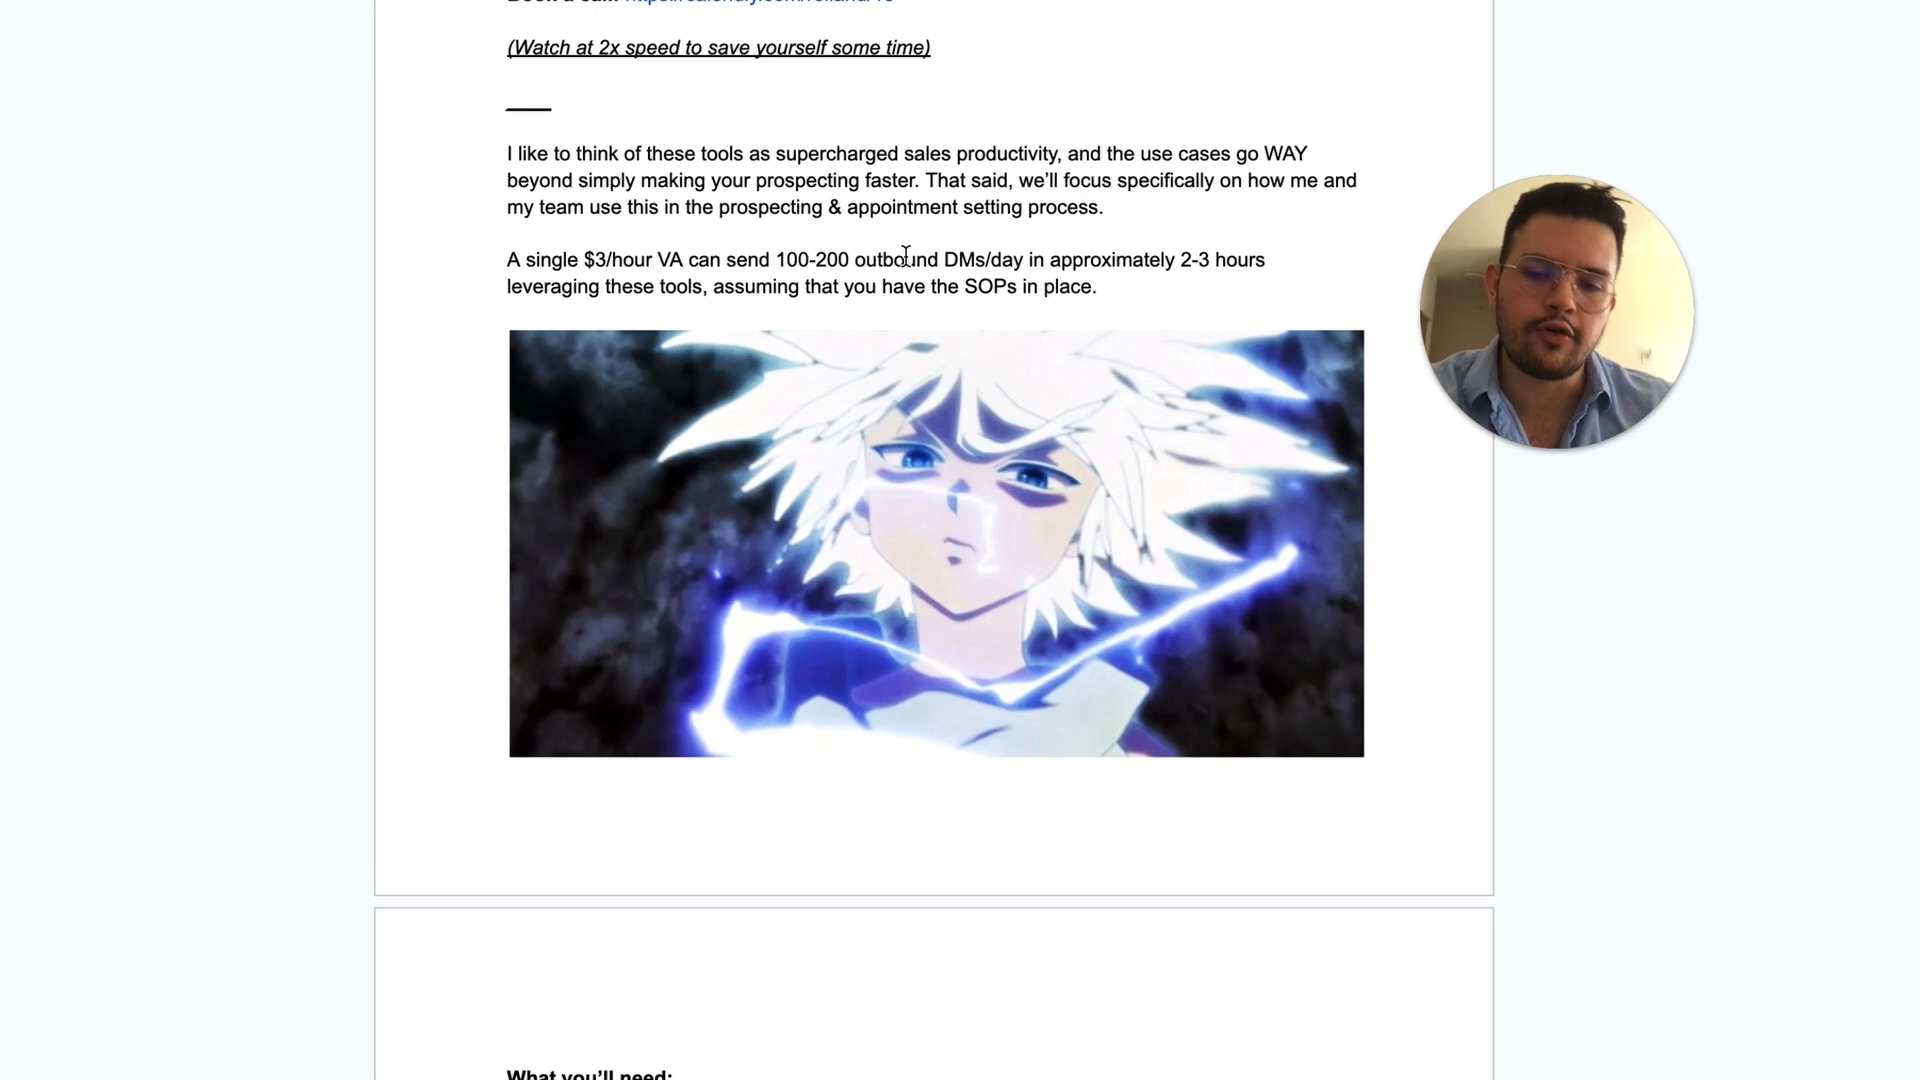 (Watch at 2x speed to save yourself some time)
I like to think of these tools as supercharged sales productivity, and the use cases go WAY
beyond simply making your prospecting faster. That said, we'll focus specifically on how me and
my team use this in the prospecting & appointment setting process.
A single $3/hour VA can send 100-200 outbound DMs/day in approximately 2-3 hours
leveraging these tools, assuming that you have the SOPs in place.
What you'll need: